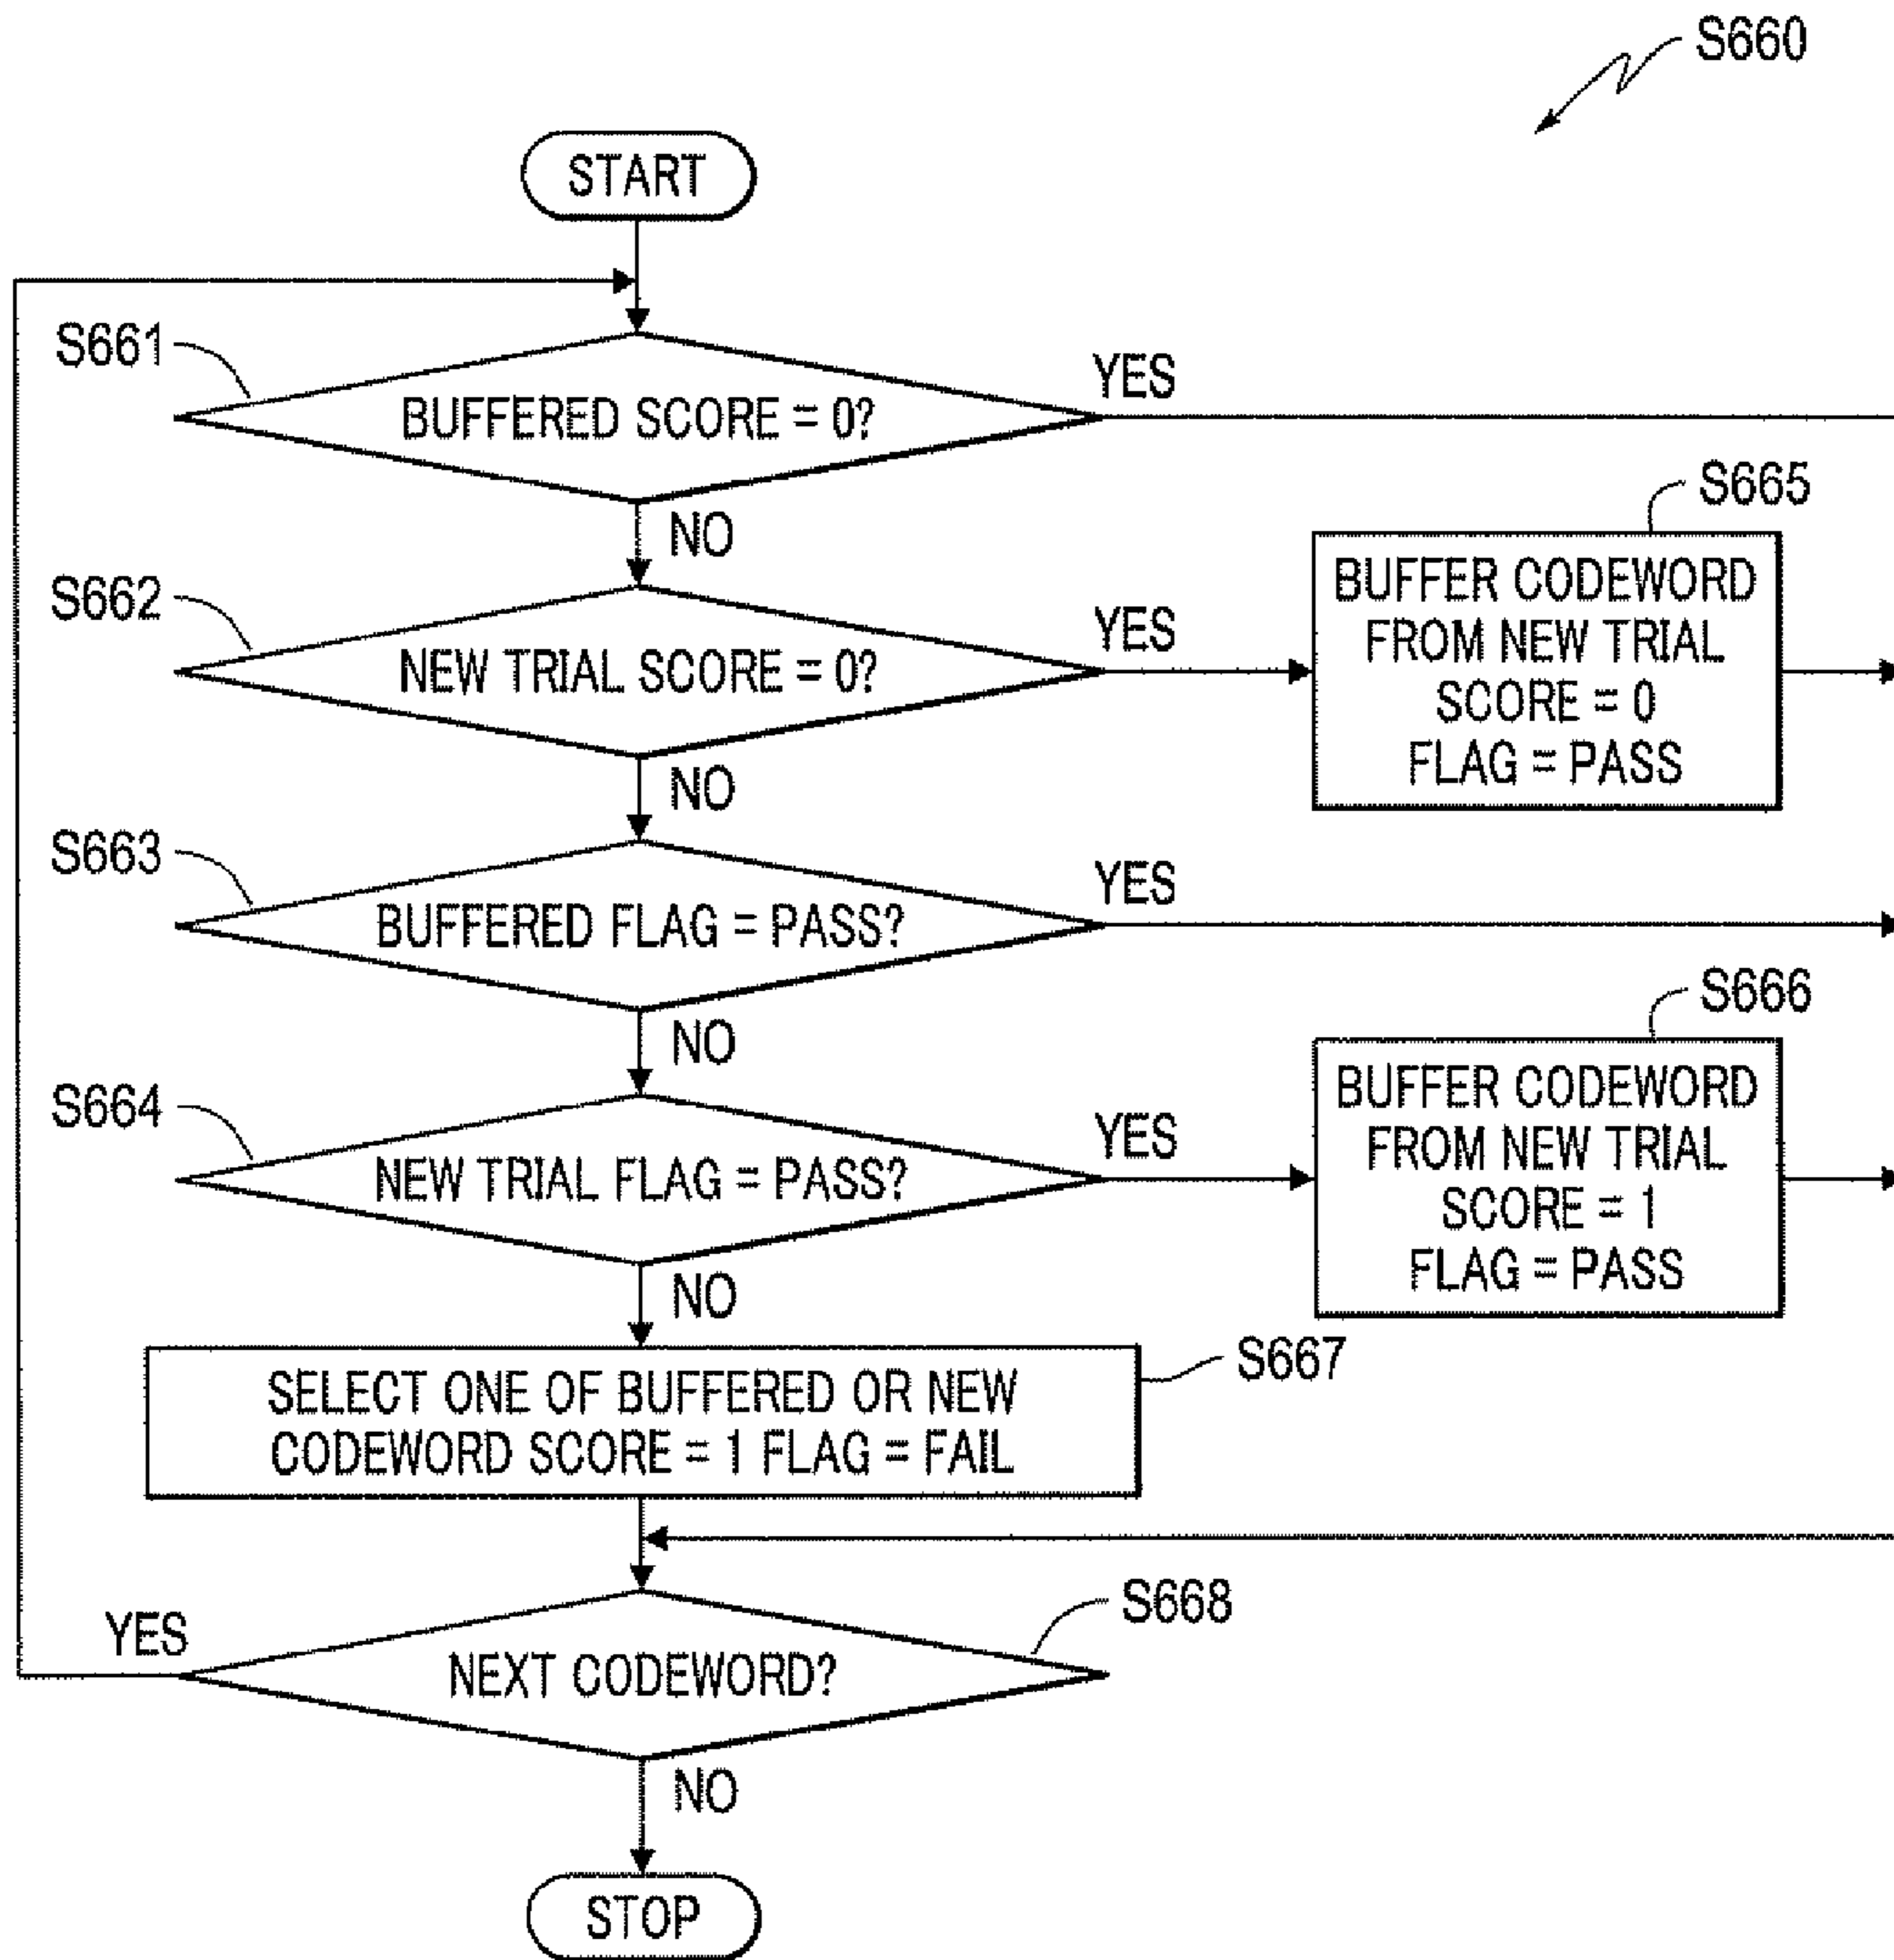 S660
START
S661
BUFFERED SCORE = 0?
YES
NO
S662
NEW TRIAL SCORE = 0?
YES
S665
BUFFER CODEWORD
FROM NEW TRIAL
SCORE = 0
FLAG = PASS
NO
S663
BUFFERED FLAG = PASS?
YES
NO
S664
NEW TRIAL FLAG = PASS?
YES
S666
BUFFER CODEWORD
FROM NEW TRIAL
SCORE = 1
FLAG = PASS
NO
S667
SELECT ONE OF BUFFERED OR NEW
CODEWORD SCORE = 1 FLAG = FAIL
S668
YES
NEXT CODEWORD?
NO
STOP